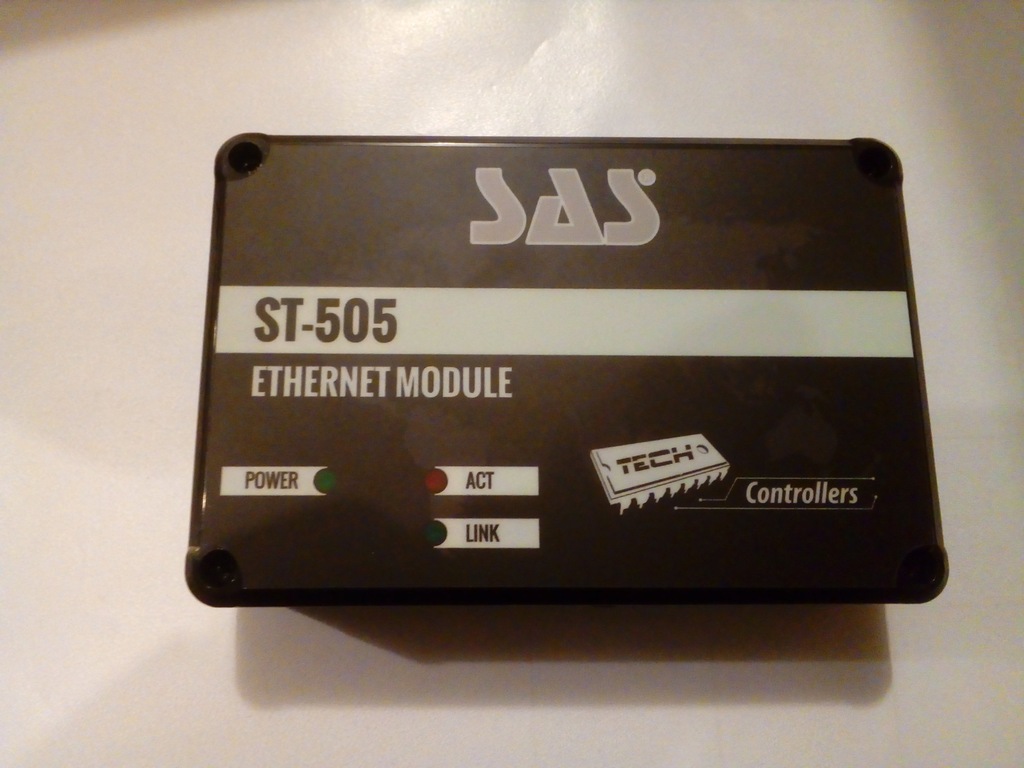 SAS
ST-505
ETHERNET MODULE
POWER
ACT
LINK
TECH
Controllers